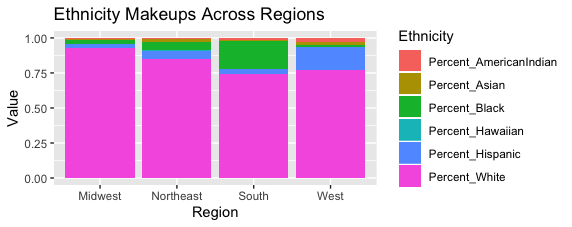 Ethnicity Makeups Across Regions
1.00
0.75
0.50
0.25
0.00
Value
Midwest Northeast South West
Region
Ethnicity
Percent_AmericanIndian
Percent_Asian
Percent_Black
Percent_Hawaiian
Percent_Hispanic
Percent_White